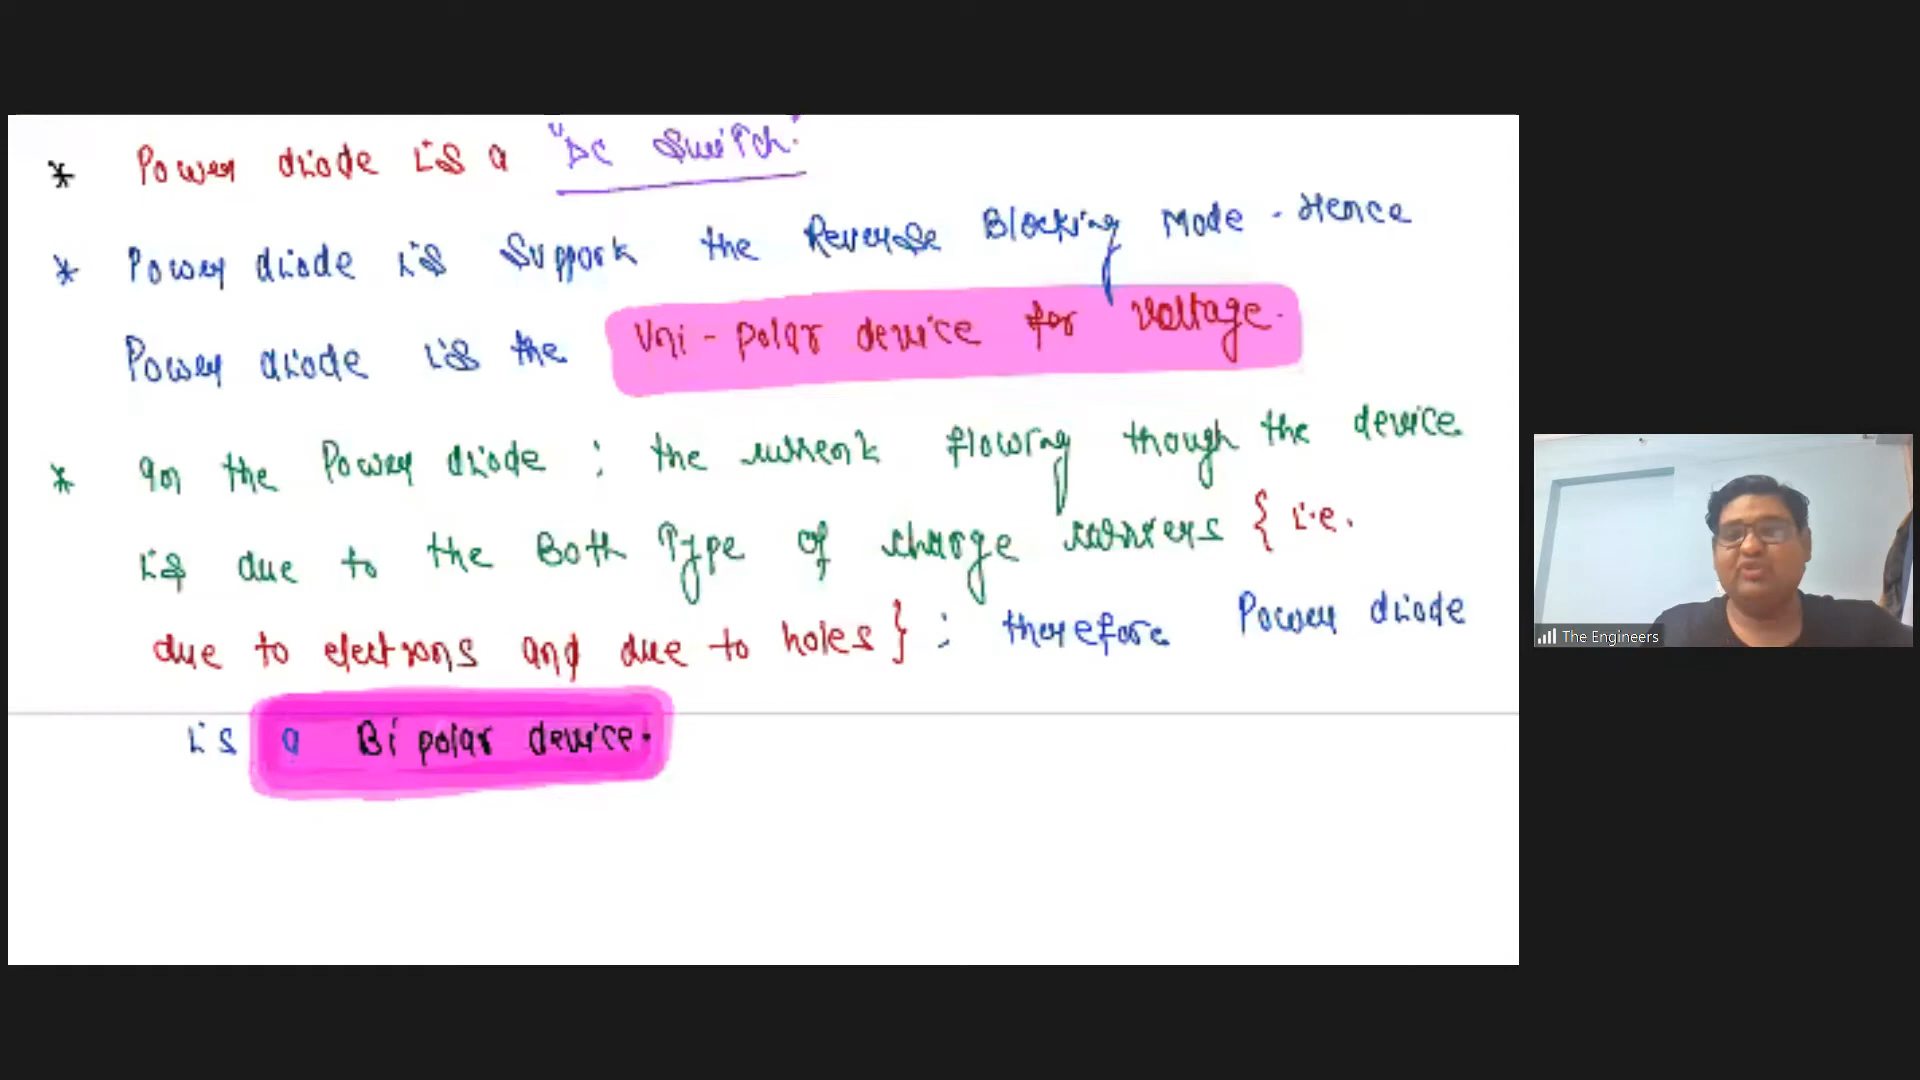 * Power diode is a "DC Switch."
* Power diode is support the Reverse Blocking Mode. Hence
Power diode is the Uni-polar device for voltage.
* In the Power diode : the current flowing though the device
is due to the Both Type of charge carriers { i.e.
due to electrons and due to holes } : therefore Power diode
is a Bi polar device.
The Engineers